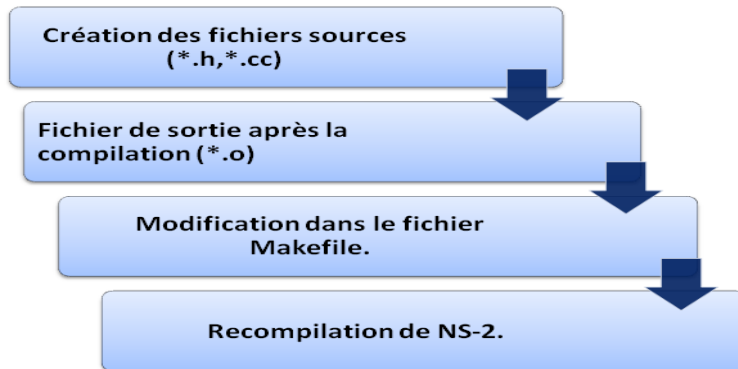 Création des fichiers sources
(*.h,*.cc)
Fichier de sortie après la
compilation (*.o)
Modification dans le fichier
Makefile.
Recompilation de NS-2.